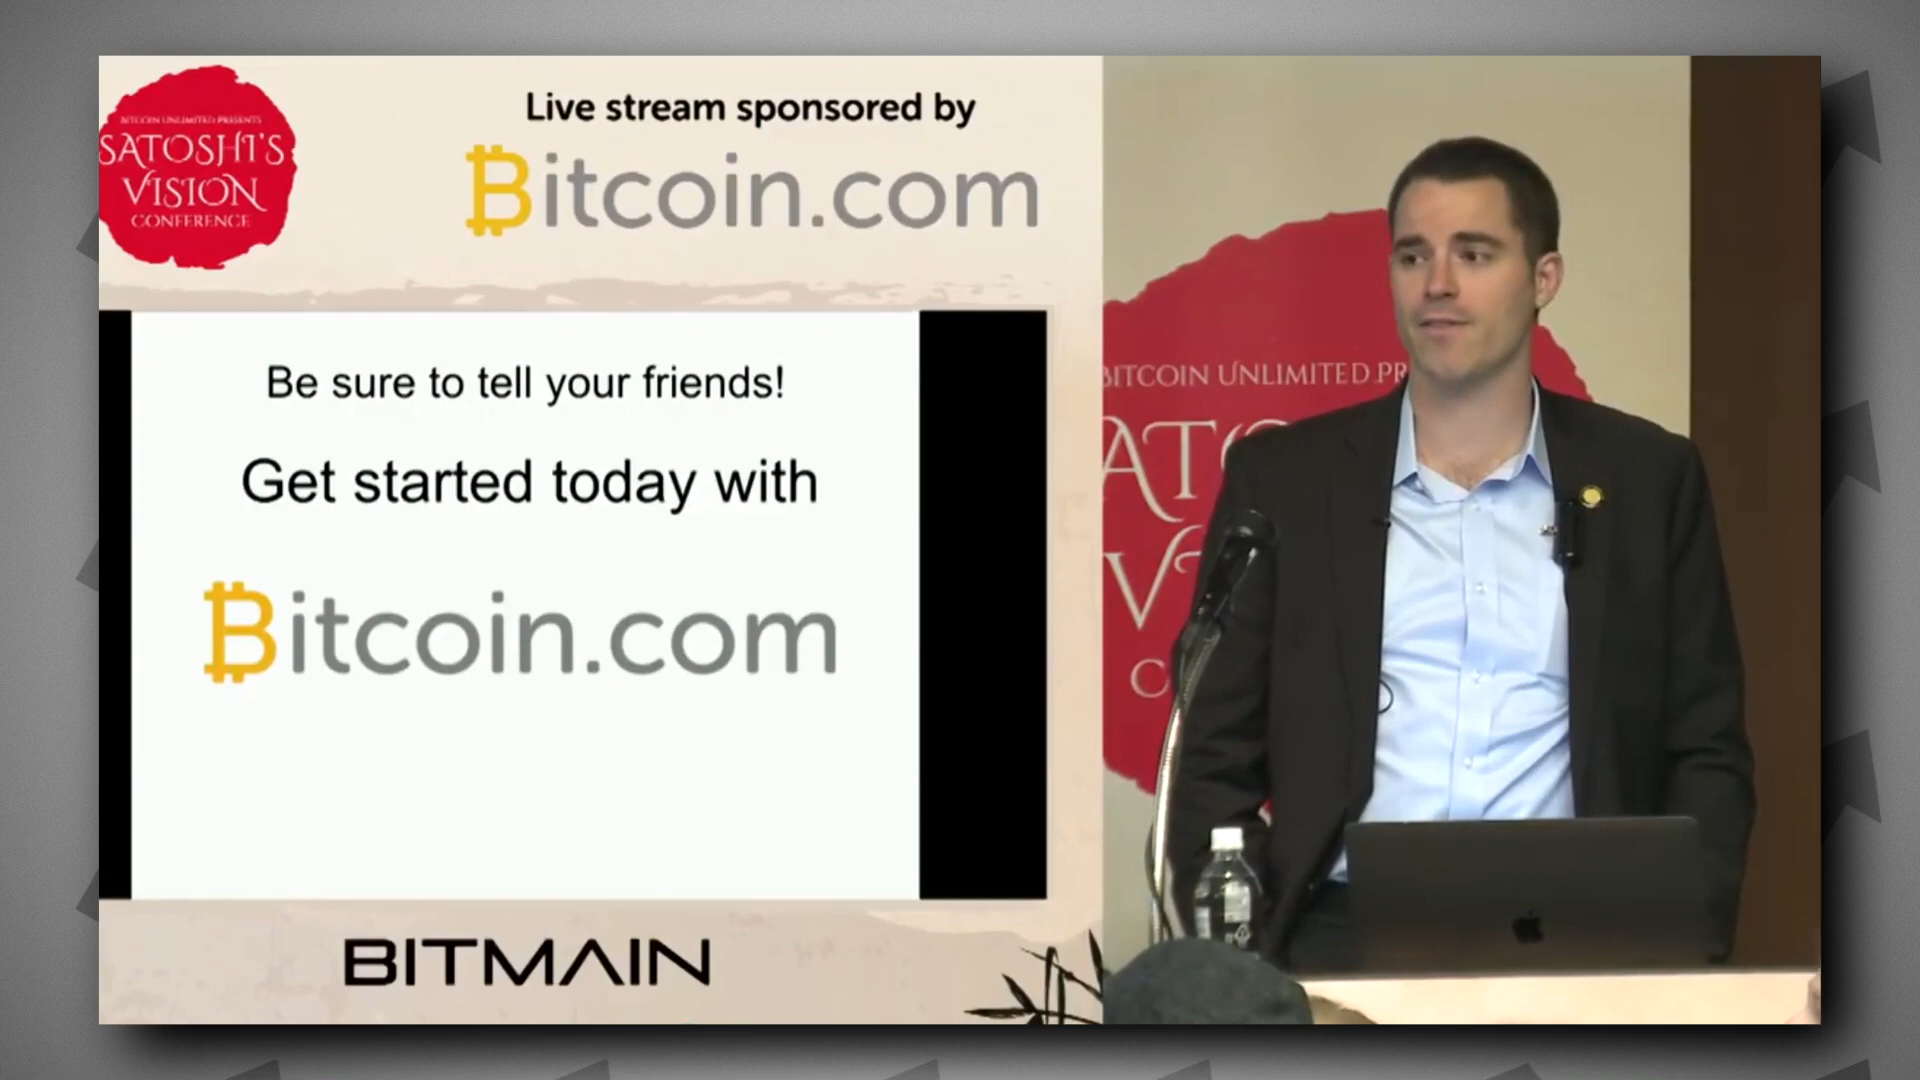 BITCOIN UNLIMITED PRESENTS
SATOSHI'S
VISION
CONFERENCE
Live stream sponsored by
Bitcoin.com
Be sure to tell your friends!
Get started today with
Bitcoin.com
BITMAIN
BITCOIN UNLIMITED PR
ATO
V
C